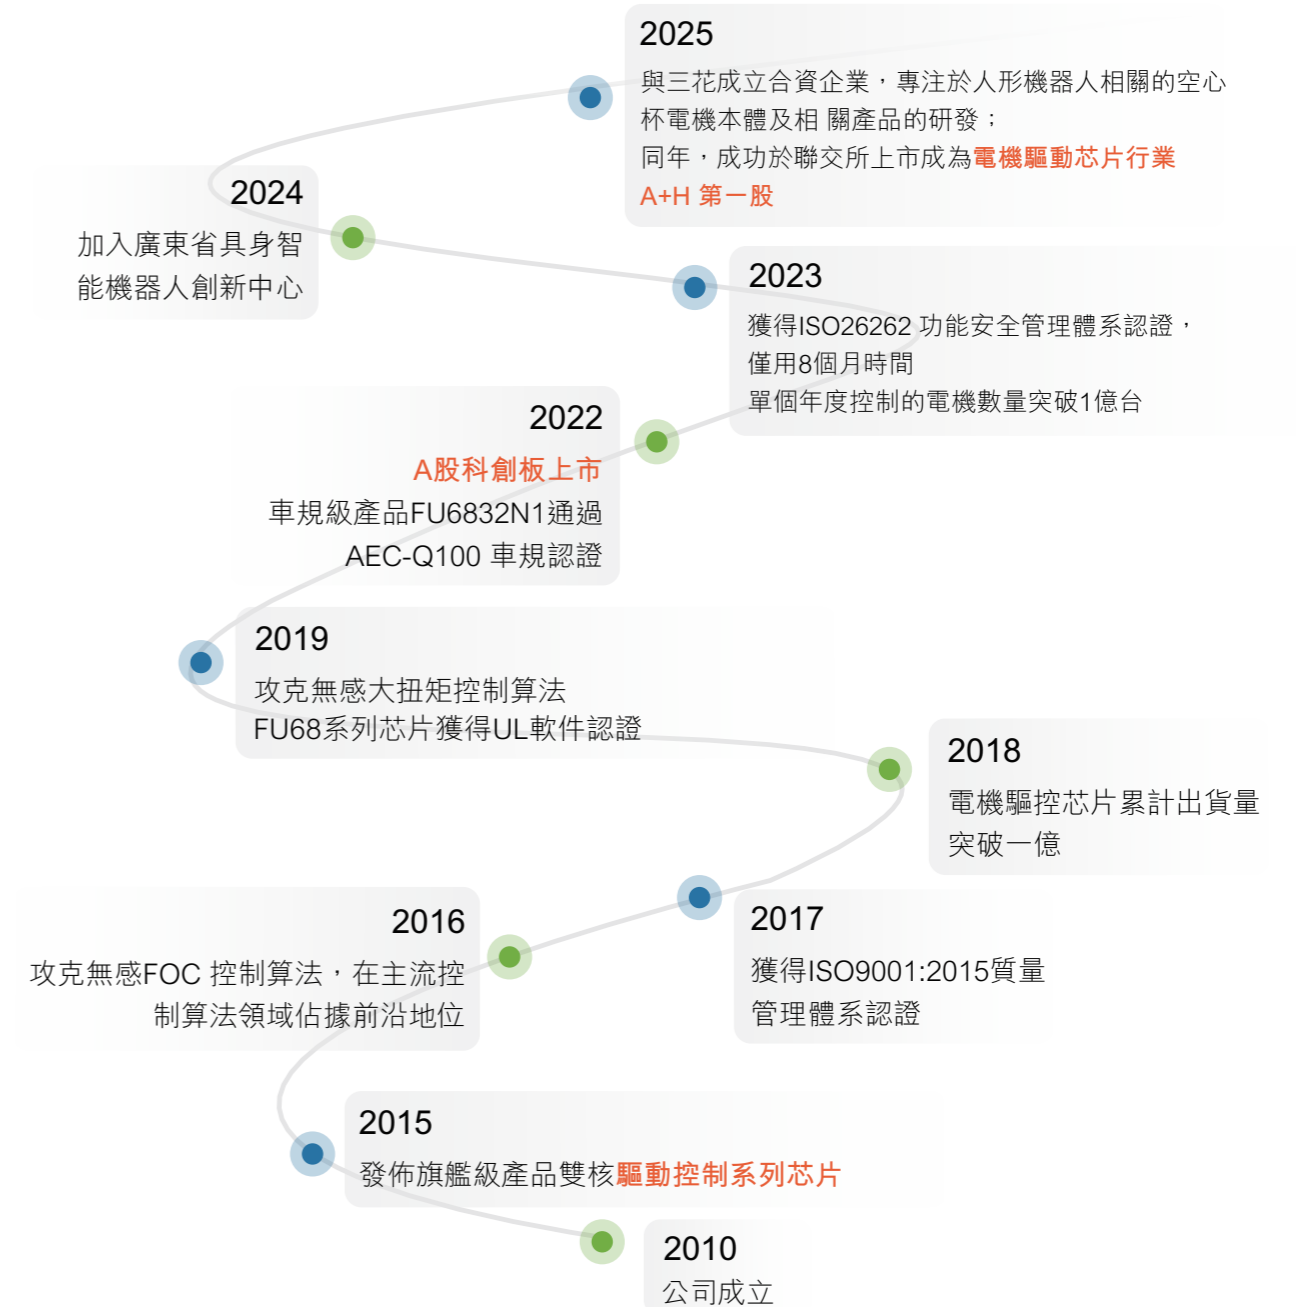 2025
與三花成立合資企業，專注於人形機器人相關的空心
杯電機本體及相 關產品的研發；
同年，成功於聯交所上市成為電機驅動芯片行業
A+H 第一股
2024
加入廣東省具身智
能機器人創新中心
2023
獲得ISO26262 功能安全管理體系認證，
僅用8個月時間
單個年度控制的電機數量突破1億台
2022
A股科創板上市
車規級產品FU6832N1通過
AEC-Q100 車規認證
2019
攻克無感大扭矩控制算法
FU68系列芯片獲得UL軟件認證
2018
電機驅控芯片累計出貨量
突破一億
2017
獲得ISO9001:2015質量
管理體系認證
2016
攻克無感FOC 控制算法，在主流控
制算法領域佔據前沿地位
2015
發佈旗艦級產品雙核驅動控制系列芯片
2010
公司成立